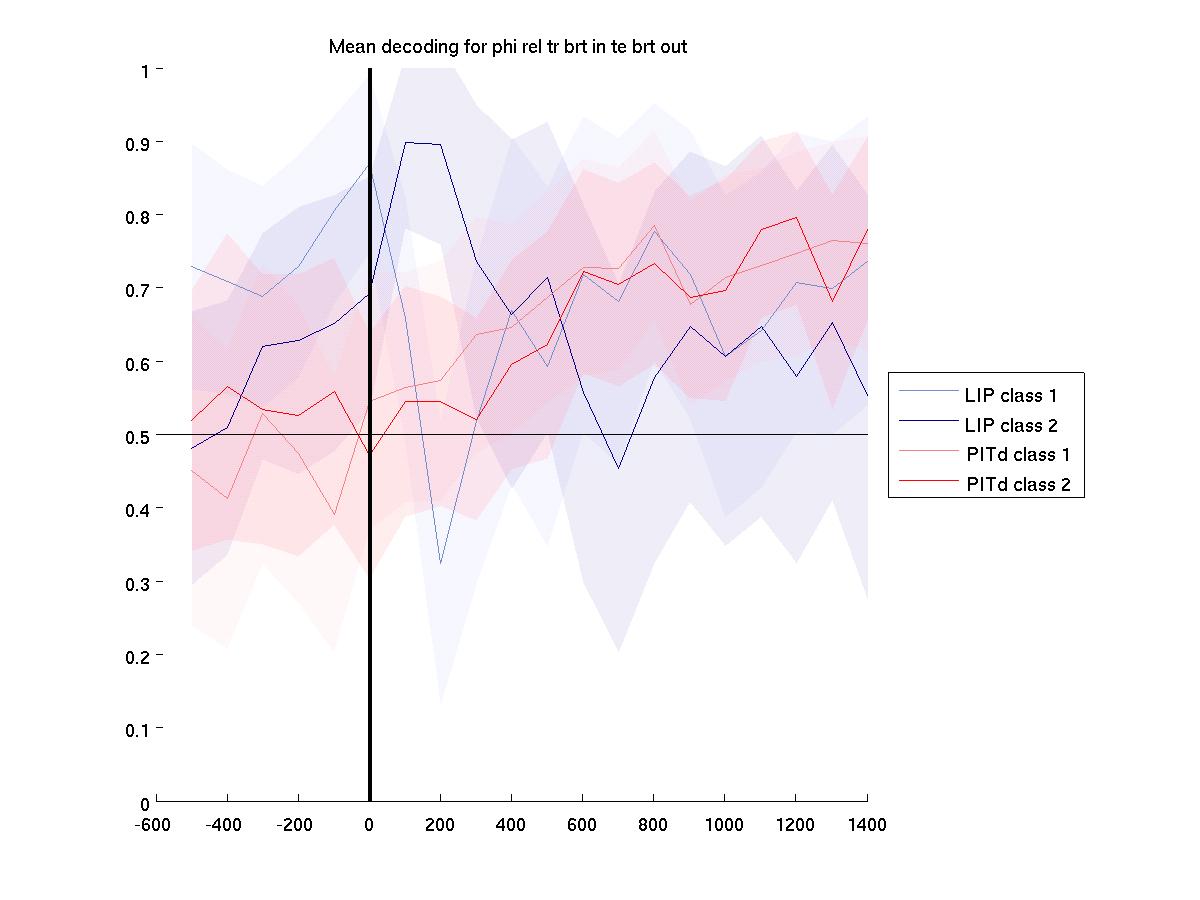 Mean decoding for phi rel tr brt in te brt out
1
0.9
0.8
0.7
0.6
0.5
0.4
0.3
0.2
0.1
0
-600 -400 -200 0 200 400 600 800 1000 1200 1400
LIP class 1
LIP class 2
PITd class 1
PITd class 2